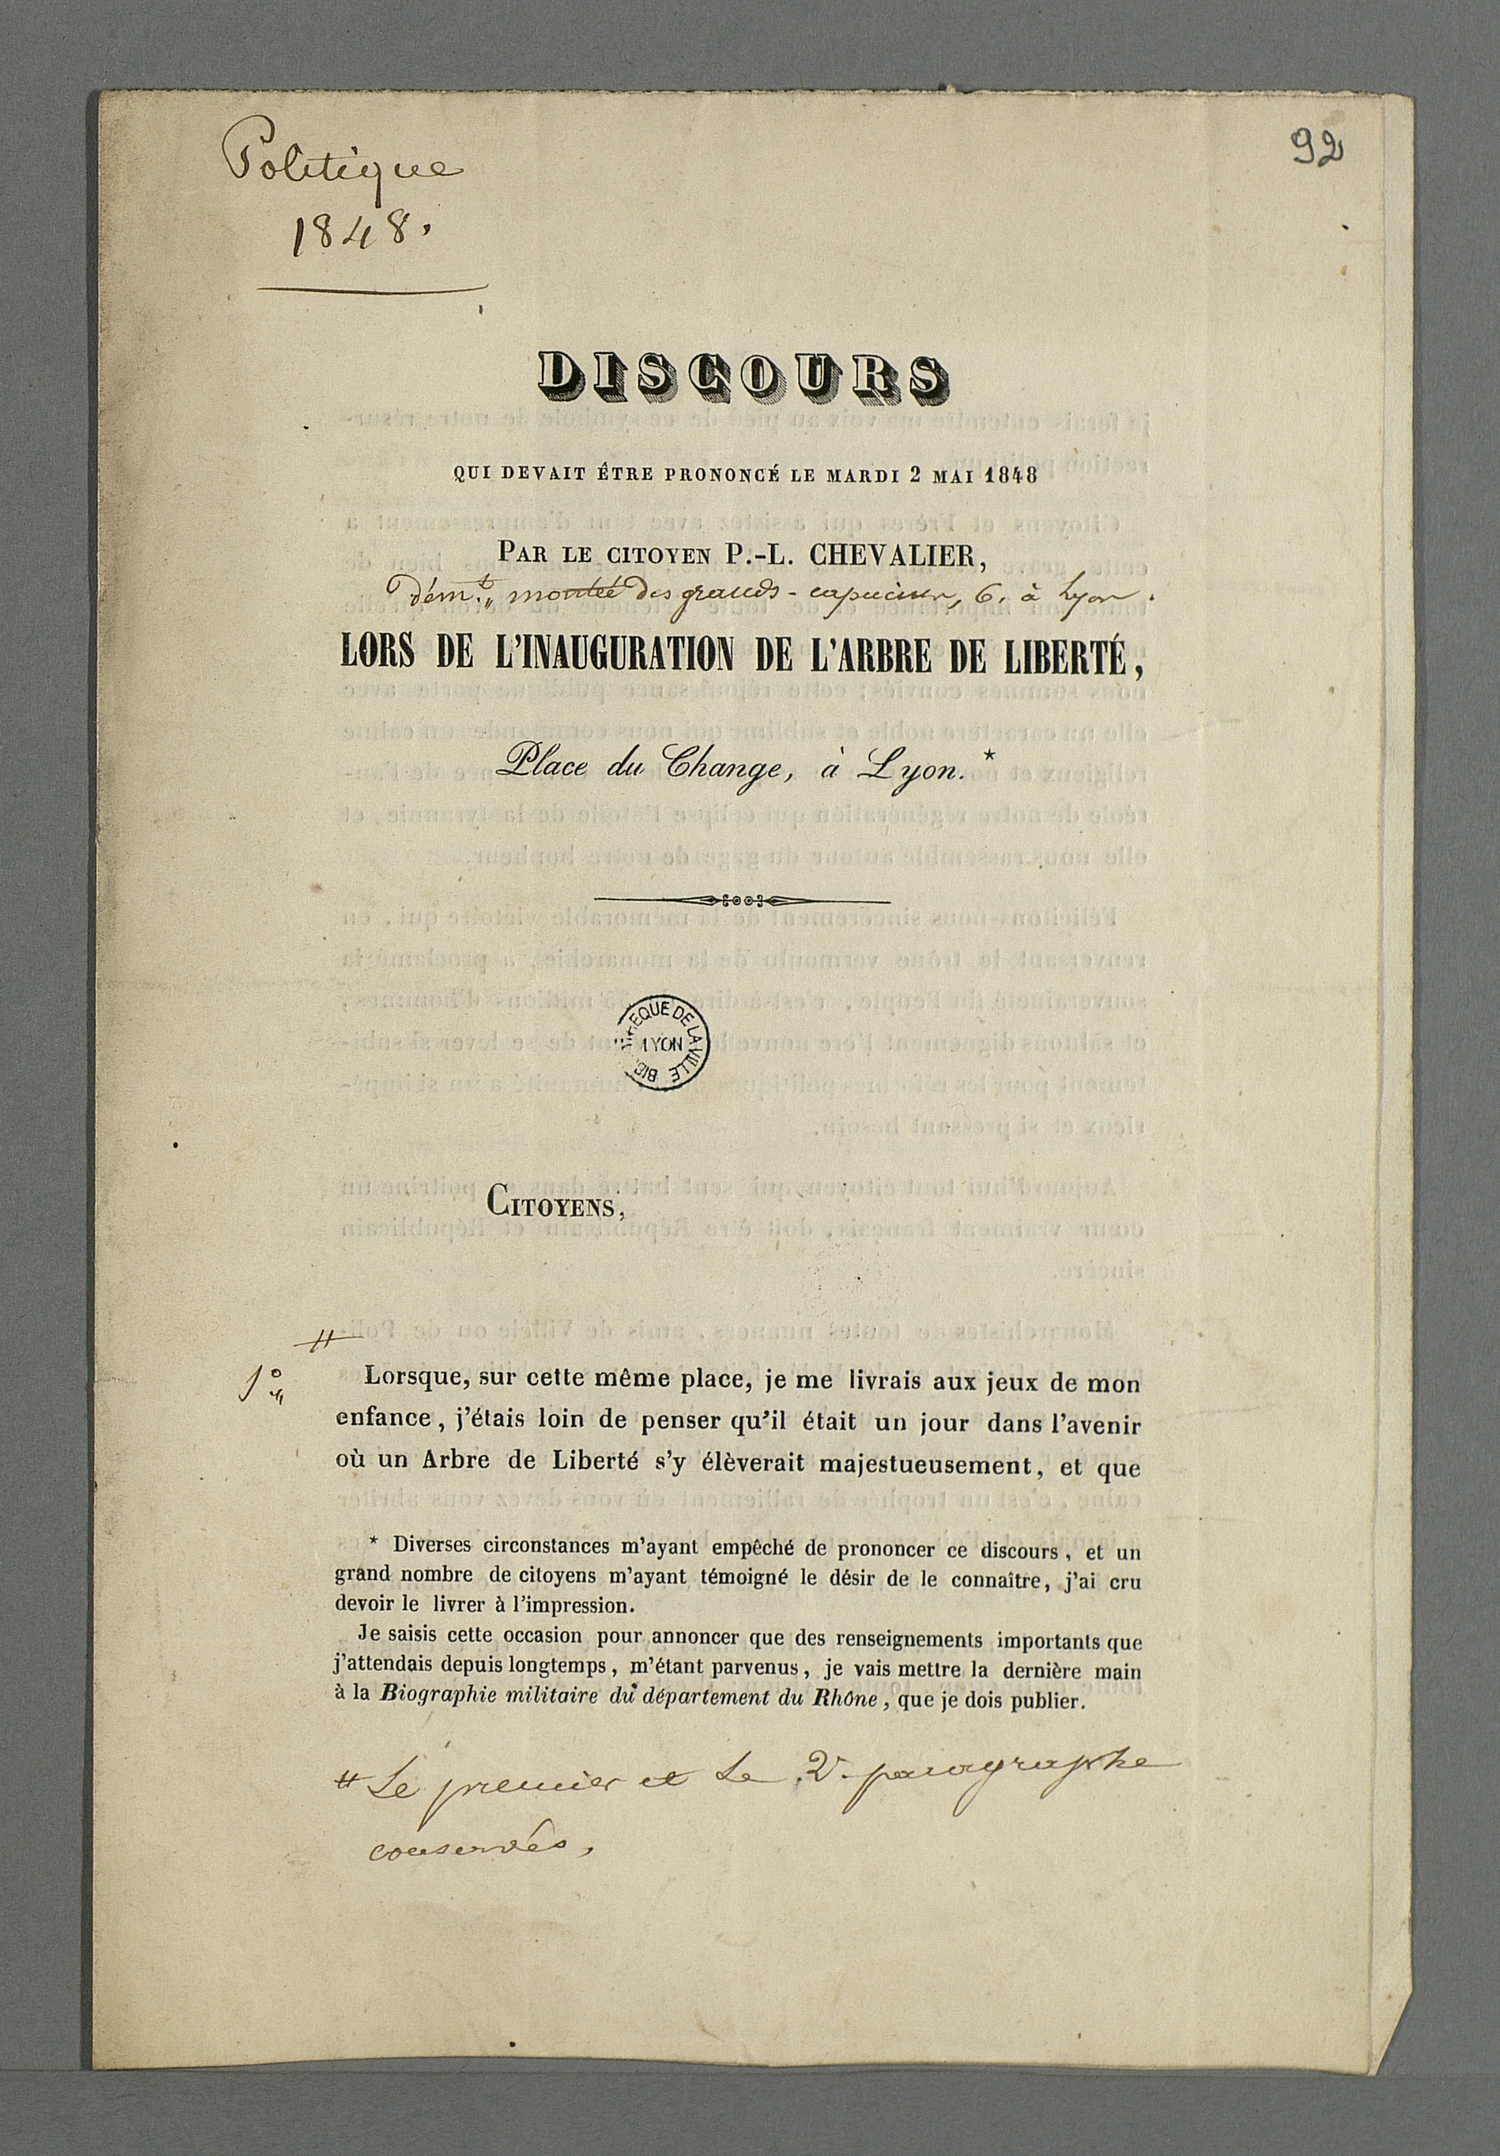 Politique
1848.
92
DISCOURS
QUI DEVAIT ÊTRE PRONONCÉ LE MARDI 2 MAI 1848
PAR LE CITOYEN P.-L. CHEVALIER,
dem.t montée des grands-capucins, 6, à Lyon.
LORS DE L'INAUGURATION DE L'ARBRE DE LIBERTÉ,
Place du Change, à Lyon.*
BIBLIOTHEQUE DE LA VILLE
LYON
CITOYENS,
#
1°
Lorsque, sur cette même place, je me livrais aux jeux de mon
enfance, j'étais loin de penser qu'il était un jour dans l'avenir
où un Arbre de Liberté s'y élèverait majestueusement, et que
* Diverses circonstances m'ayant empêché de prononcer ce discours, et un
grand nombre de citoyens m'ayant témoigné le désir de le connaître, j'ai cru
devoir le livrer à l'impression.
Je saisis cette occasion pour annoncer que des renseignements importants que
j'attendais depuis longtemps, m'étant parvenus, je vais mettre la dernière main
à la Biographie militaire du département du Rhône, que je dois publier.
# Le premier et le 2e paragraphe
conservés,